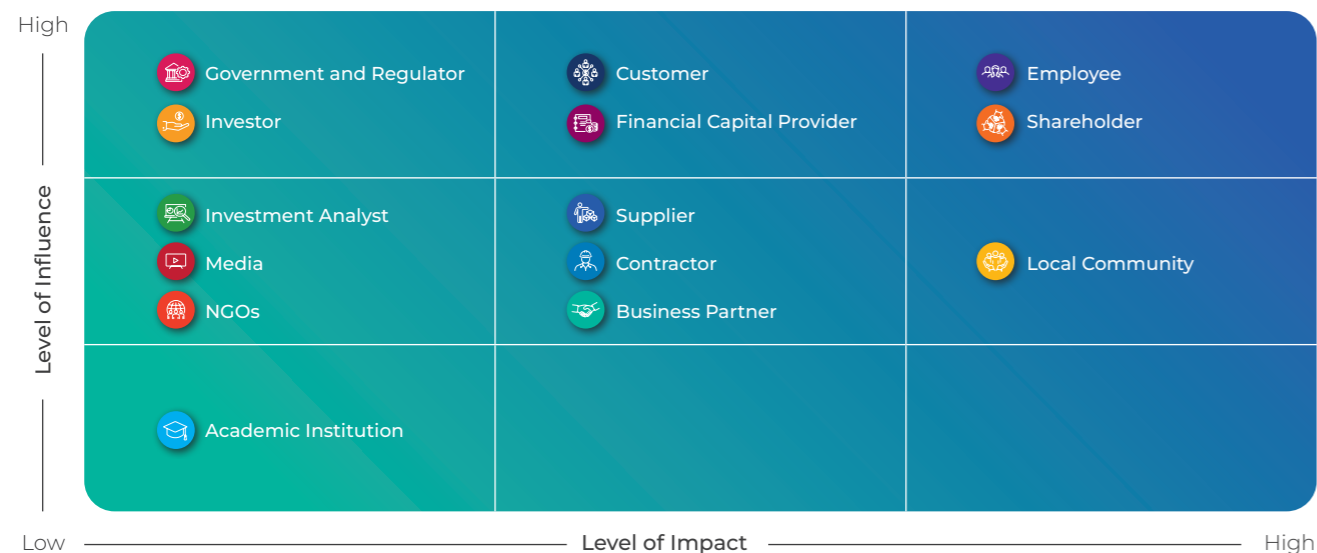 High
Government and Regulator
Customer
Employee
Investor
Financial Capital Provider
Shareholder
Level of Influence
Investment Analyst
Supplier
Media
Contractor
Local Community
NGOs
Business Partner
Academic Institution
Low
Level of Impact
High